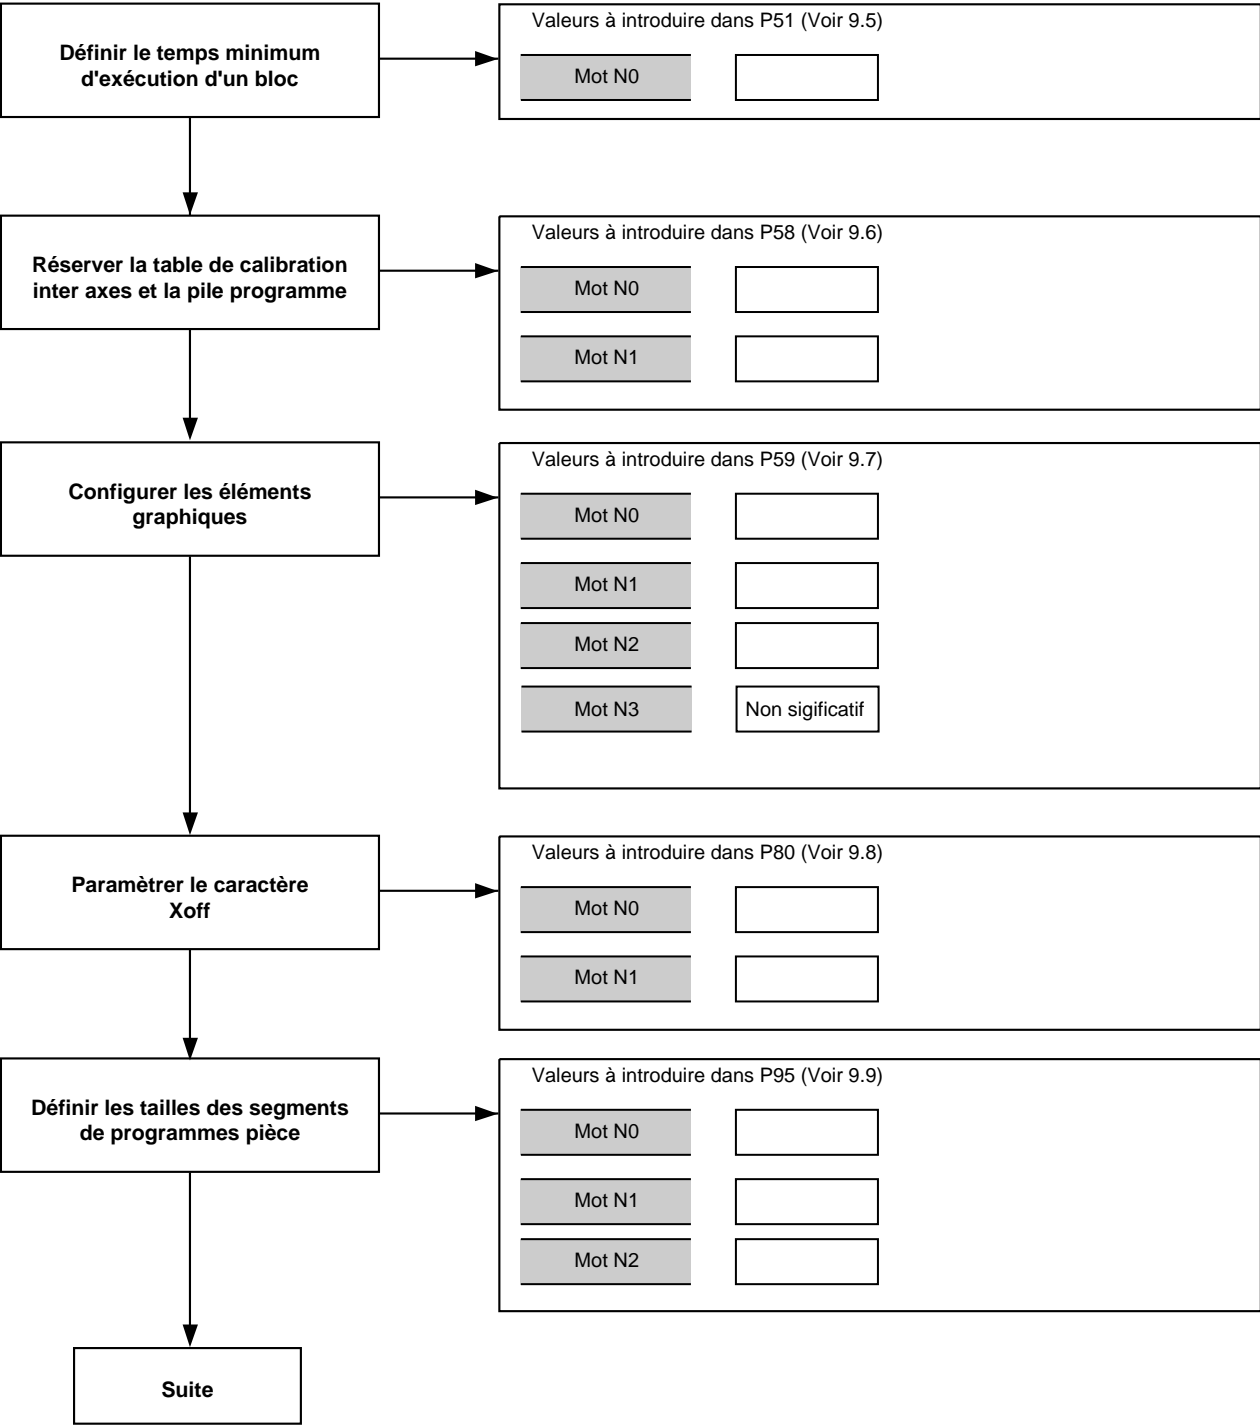 Définir le temps minimum
d'exécution d'un bloc
Valeurs à introduire dans P51 (Voir 9.5)
Mot N0
Réserver la table de calibration
inter axes et la pile programme
Valeurs à introduire dans P58 (Voir 9.6)
Mot N0
Mot N1
Configurer les éléments
graphiques
Valeurs à introduire dans P59 (Voir 9.7)
Mot N0
Mot N1
Mot N2
Mot N3
Non sigificatif
Paramètrer le caractère
Xoff
Valeurs à introduire dans P80 (Voir 9.8)
Mot N0
Mot N1
Définir les tailles des segments
de programmes pièce
Valeurs à introduire dans P95 (Voir 9.9)
Mot N0
Mot N1
Mot N2
Suite